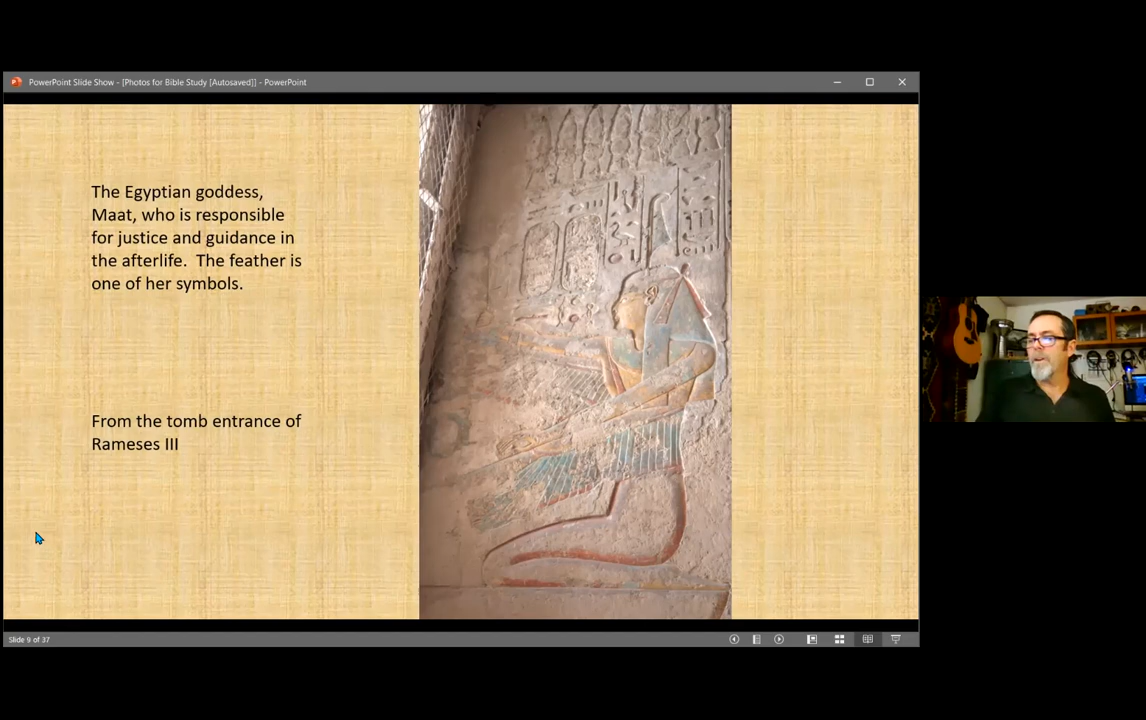 PowerPoint Slide Show - [Photos for Bible Study [Autosaved]] - PowerPoint
The Egyptian goddess,
Maat, who is responsible
for justice and guidance in
the afterlife.  The feather is
one of her symbols.
From the tomb entrance of
Rameses III
Slide 9 of 37